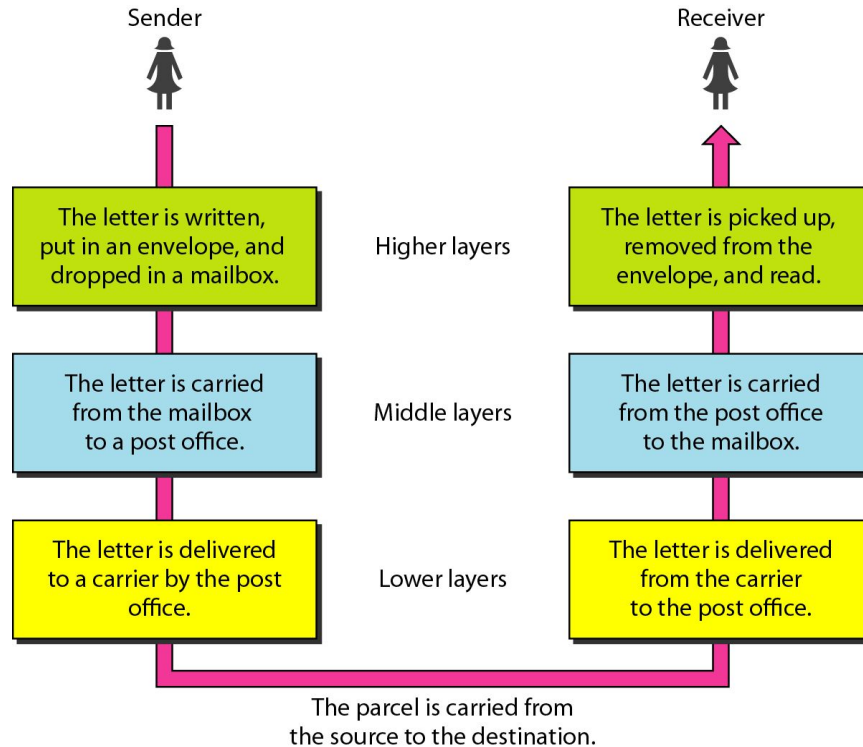 Sender
Receiver
The letter is written,
put in an envelope, and
dropped in a mailbox.
Higher layers
The letter is picked up,
removed from the
envelope, and read.
The letter is carried
from the mailbox
to a post office.
Middle layers
The letter is carried
from the post office
to the mailbox.
The letter is delivered
to a carrier by the post
office.
Lower layers
The letter is delivered
from the carrier
to the post office.
The parcel is carried from
the source to the destination.